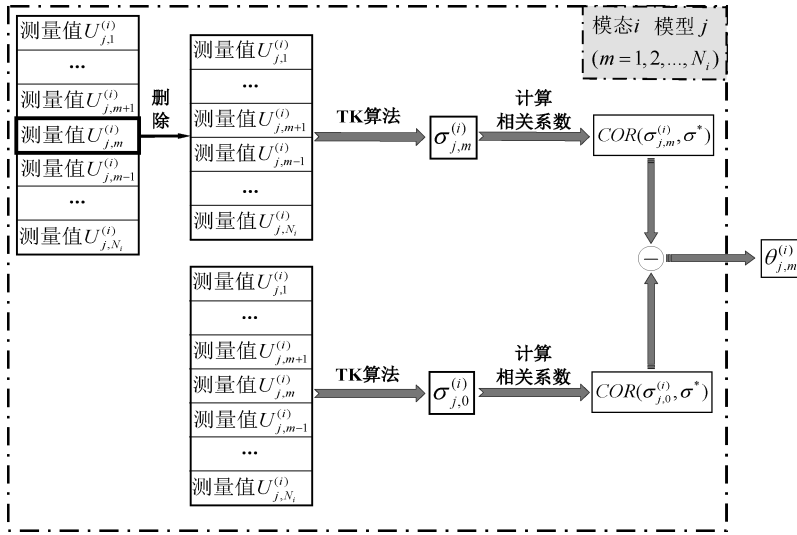 模态i 模型 j
(m=1,2,...,N_i)
测量值U_{j,1}^{(i)}
...
测量值U_{j,m+1}^{(i)}
测量值U_{j,m}^{(i)}
测量值U_{j,m-1}^{(i)}
...
测量值U_{j,N_i}^{(i)}
删除
测量值U_{j,1}^{(i)}
...
测量值U_{j,m+1}^{(i)}
测量值U_{j,m-1}^{(i)}
...
测量值U_{j,N_i}^{(i)}
TK算法
σ_{j,m}^{(i)}
计算
相关系数
COR(σ_{j,m}^{(i)},σ^*)
−
θ_{j,m}^{(i)}
测量值U_{j,1}^{(i)}
...
测量值U_{j,m+1}^{(i)}
测量值U_{j,m}^{(i)}
测量值U_{j,m-1}^{(i)}
...
测量值U_{j,N_i}^{(i)}
TK算法
σ_{j,0}^{(i)}
计算
相关系数
COR(σ_{j,0}^{(i)},σ^*)